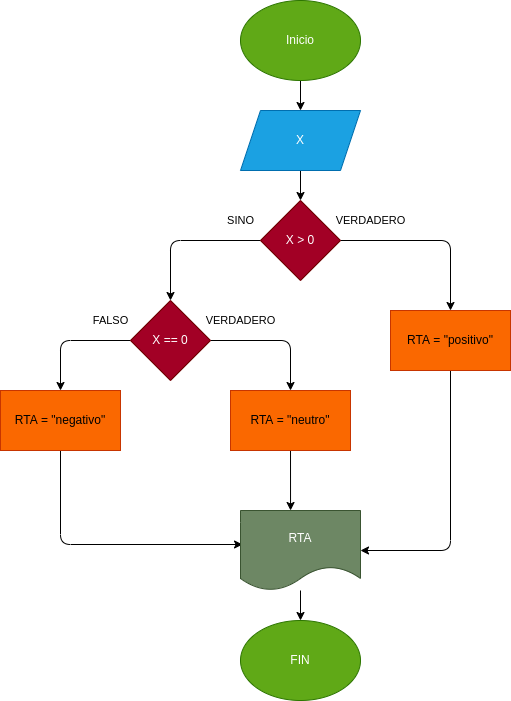 Inicio
X
SINO
VERDADERO
X > 0
FALSO
VERDADERO
X == 0
RTA = "positivo"
RTA = "negativo"
RTA = "neutro"
RTA
FIN